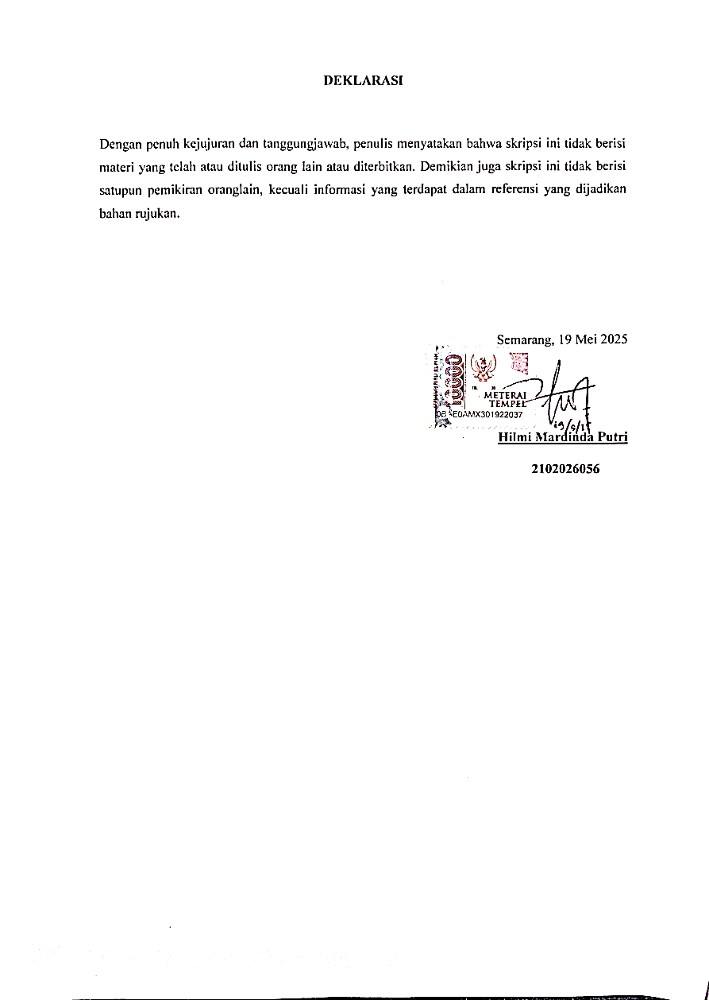 DEKLARASI
Dengan penuh kejujuran dan tanggungjawab, penulis menyatakan bahwa skripsi ini tidak berisi
materi yang telah atau ditulis orang lain atau diterbitkan. Demikian juga skripsi ini tidak berisi
satupun pemikiran oranglain, kecuali informasi yang terdapat dalam referensi yang dijadikan
bahan rujukan.
Semarang, 19 Mei 2025
METERAI
TEMPEL
E0AMX301922037
Hilmi Mardinda Putri
2102026056